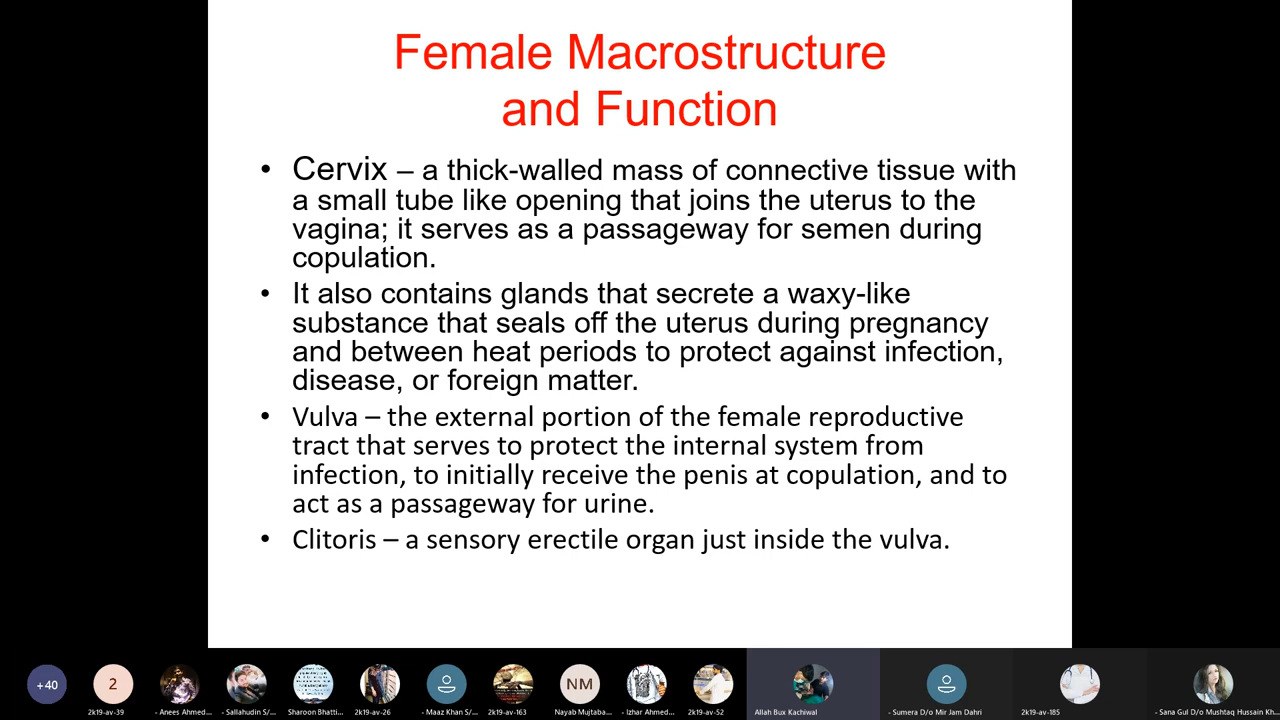 Female Macrostructure
and Function
• Cervix – a thick-walled mass of connective tissue with
a small tube like opening that joins the uterus to the
vagina; it serves as a passageway for semen during
copulation.
• It also contains glands that secrete a waxy-like
substance that seals off the uterus during pregnancy
and between heat periods to protect against infection,
disease, or foreign matter.
• Vulva – the external portion of the female reproductive
tract that serves to protect the internal system from
infection, to initially receive the penis at copulation, and to
act as a passageway for urine.
• Clitoris – a sensory erectile organ just inside the vulva.
+40
2
NM
2k19-av-39
- Anees Ahmed...
- Sallahudin S/...
Sharoon Bhatti...
2k19-av-26
- Maaz Khan S/...
2k19-av-163
Nayab Mujtaba...
- Izhar Ahmed...
2k19-av-52
Allah Bux Kachiwal
- Sumera D/o Mir Jam Dahri
2k19-av-185
- Sana Gul D/o Mushtaq Hussain Kh...